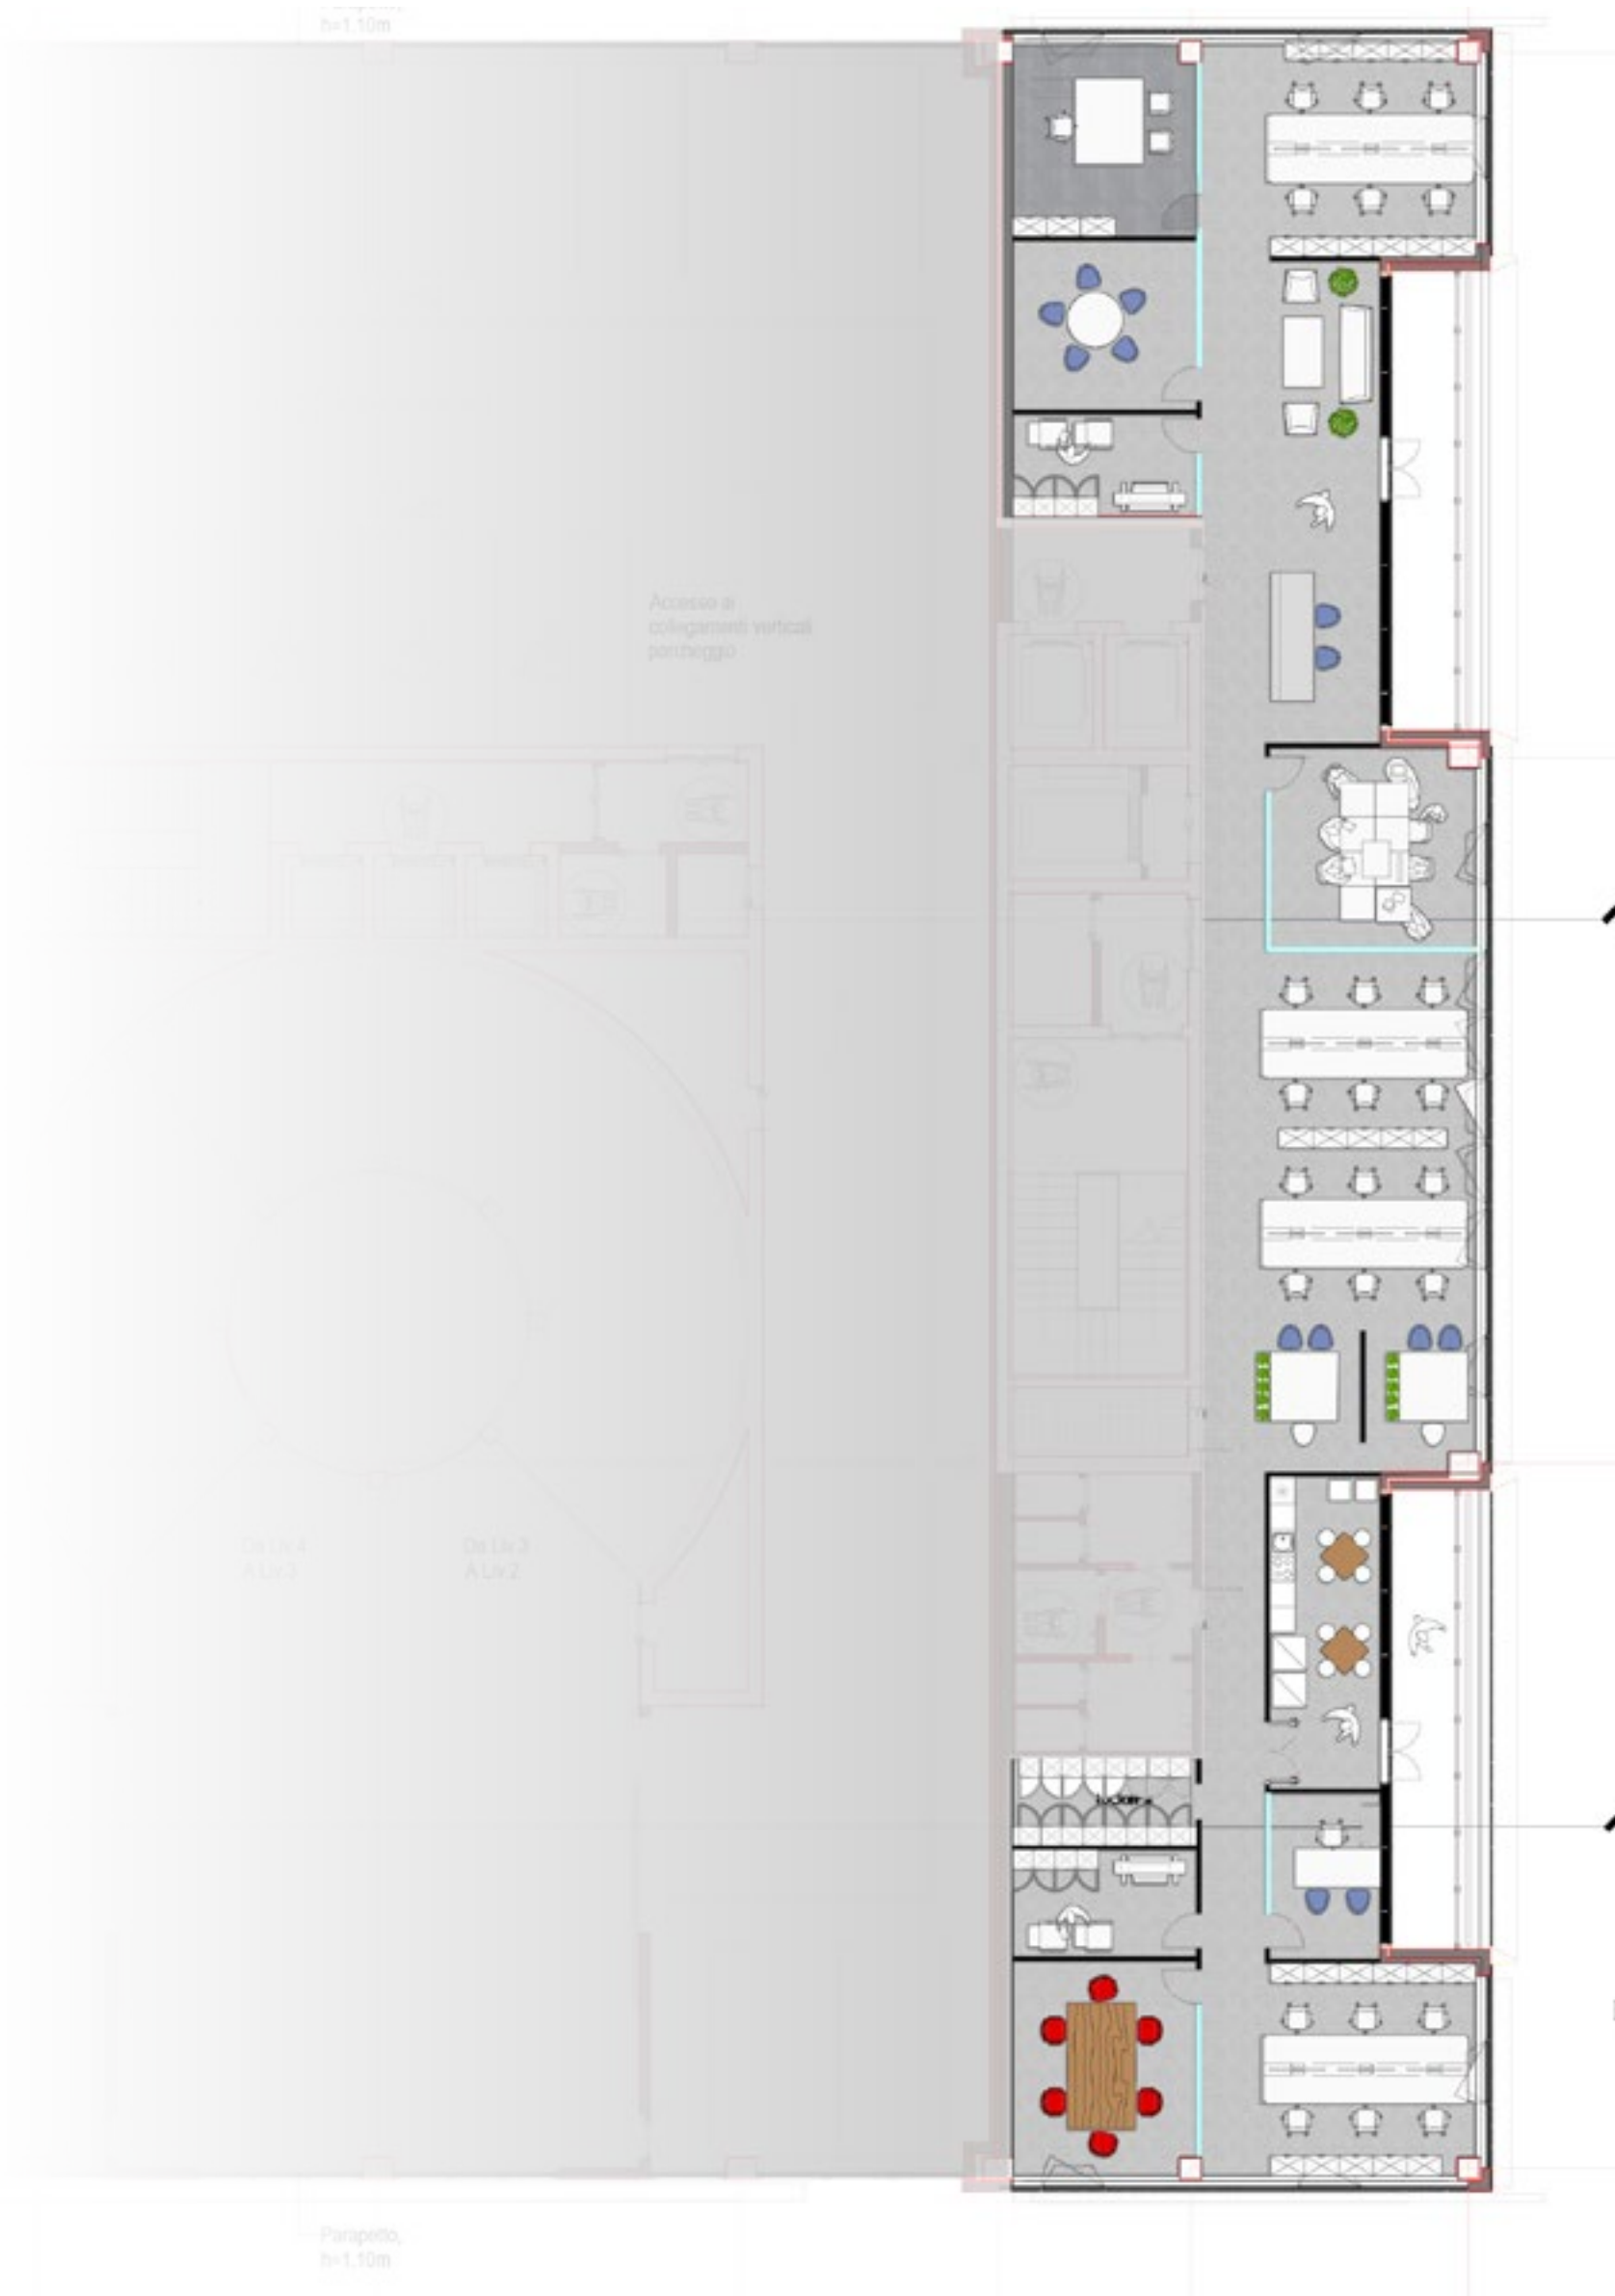 h=1.10m
Accesso ai
collegamenti verticali
parcheggio
Da Liv.4
A Liv.3
Da Liv.3
A Liv.2
lockers
Parapetto,
h=1.10m